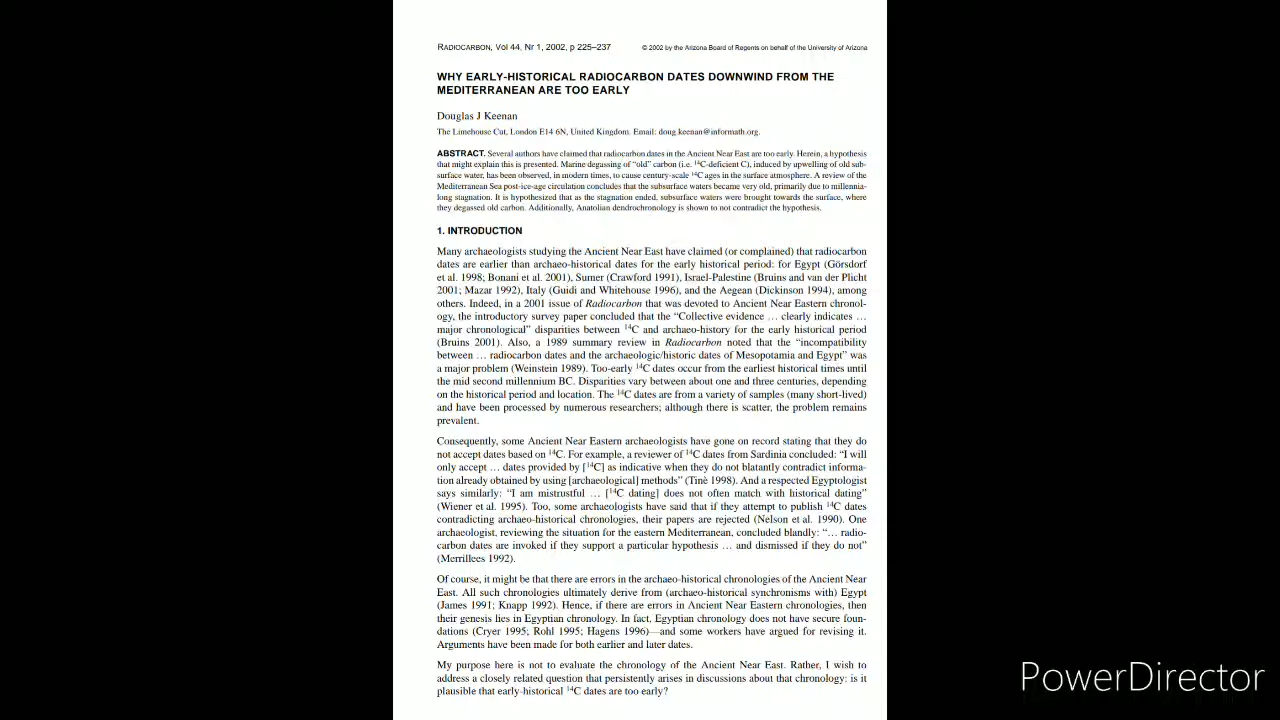 RADIOCARBON, Vol 44, Nr 1, 2002, p 225–237 © 2002 by the Arizona Board of Regents on behalf of the University of Arizona
WHY EARLY-HISTORICAL RADIOCARBON DATES DOWNWIND FROM THE
MEDITERRANEAN ARE TOO EARLY
Douglas J Keenan
The Limehouse Cut, London E14 6N, United Kingdom. Email: doug.keenan@informath.org.
ABSTRACT. Several authors have claimed that radiocarbon dates in the Ancient Near East are too early. Herein, a hypothesis
that might explain this is presented. Marine degassing of “old” carbon (i.e. 14C-deficient C), induced by upwelling of old sub-
surface water, has been observed, in modern times, to cause century-scale 14C ages in the surface atmosphere. A review of the
Mediterranean Sea post-ice-age circulation concludes that the subsurface waters became very old, primarily due to millennia-
long stagnation. It is hypothesized that as the stagnation ended, subsurface waters were brought towards the surface, where
they degassed old carbon. Additionally, Anatolian dendrochronology is shown to not contradict the hypothesis.
1. INTRODUCTION
Many archaeologists studying the Ancient Near East have claimed (or complained) that radiocarbon
dates are earlier than archaeo-historical dates for the early historical period: for Egypt (Görsdorf
et al. 1998; Bonani et al. 2001), Sumer (Crawford 1991), Israel-Palestine (Bruins and van der Plicht
2001; Mazar 1992), Italy (Guidi and Whitehouse 1996), and the Aegean (Dickinson 1994), among
others. Indeed, in a 2001 issue of Radiocarbon that was devoted to Ancient Near Eastern chronol-
ogy, the introductory survey paper concluded that the “Collective evidence … clearly indicates …
major chronological” disparities between 14C and archaeo-history for the early historical period
(Bruins 2001). Also, a 1989 summary review in Radiocarbon noted that the “incompatibility
between … radiocarbon dates and the archaeologic/historic dates of Mesopotamia and Egypt” was
a major problem (Weinstein 1989). Too-early 14C dates occur from the earliest historical times until
the mid second millennium BC. Disparities vary between about one and three centuries, depending
on the historical period and location. The 14C dates are from a variety of samples (many short-lived)
and have been processed by numerous researchers; although there is scatter, the problem remains
prevalent.
Consequently, some Ancient Near Eastern archaeologists have gone on record stating that they do
not accept dates based on 14C. For example, a reviewer of 14C dates from Sardinia concluded: “I will
only accept … dates provided by [14C] as indicative when they do not blatantly contradict informa-
tion already obtained by using [archaeological] methods” (Tinè 1998). And a respected Egyptologist
says similarly: “I am mistrustful … [14C dating] does not often match with historical dating”
(Wiener et al. 1995). Too, some archaeologists have said that if they attempt to publish 14C dates
contradicting archaeo-historical chronologies, their papers are rejected (Nelson et al. 1990). One
archaeologist, reviewing the situation for the eastern Mediterranean, concluded blandly: “… radio-
carbon dates are invoked if they support a particular hypothesis … and dismissed if they do not”
(Merrillees 1992).
Of course, it might be that there are errors in the archaeo-historical chronologies of the Ancient Near
East. All such chronologies ultimately derive from (archaeo-historical synchronisms with) Egypt
(James 1991; Knapp 1992). Hence, if there are errors in Ancient Near Eastern chronologies, then
their genesis lies in Egyptian chronology. In fact, Egyptian chronology does not have secure foun-
dations (Cryer 1995; Rohl 1995; Hagens 1996)—and some workers have argued for revising it.
Arguments have been made for both earlier and later dates.
My purpose here is not to evaluate the chronology of the Ancient Near East. Rather, I wish to
address a closely related question that persistently arises in discussions about that chronology: is it
plausible that early-historical 14C dates are too early?
PowerDirector